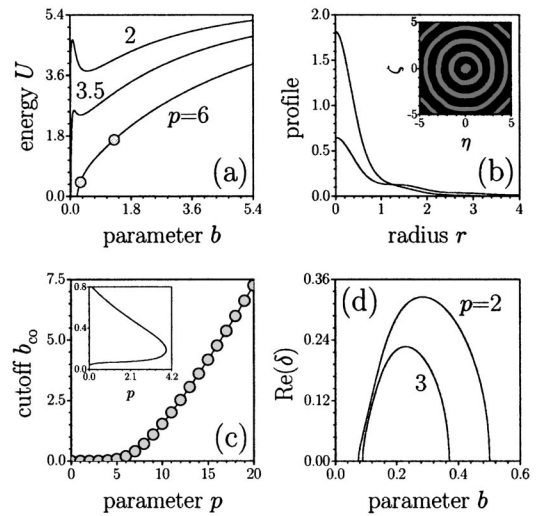 5.4
3.6
1.8
0.0
energy U
2
3.5
p=6
(a)
0.0 1.8 3.6 5.4
parameter b
2.0
1.5
1.0
0.5
0.0
profile
5
0
-5
ζ
-5 0 5
η
(b)
0 1 2 3 4
radius r
7.5
5.0
2.5
0.0
cutoff b_co
0.8
0.4
0.0
0.0 2.1 4.2
p
(c)
0 5 10 15 20
parameter p
0.36
0.24
0.12
0.00
Re(δ)
(d)
p=2
3
0.0 0.2 0.4 0.6
parameter b